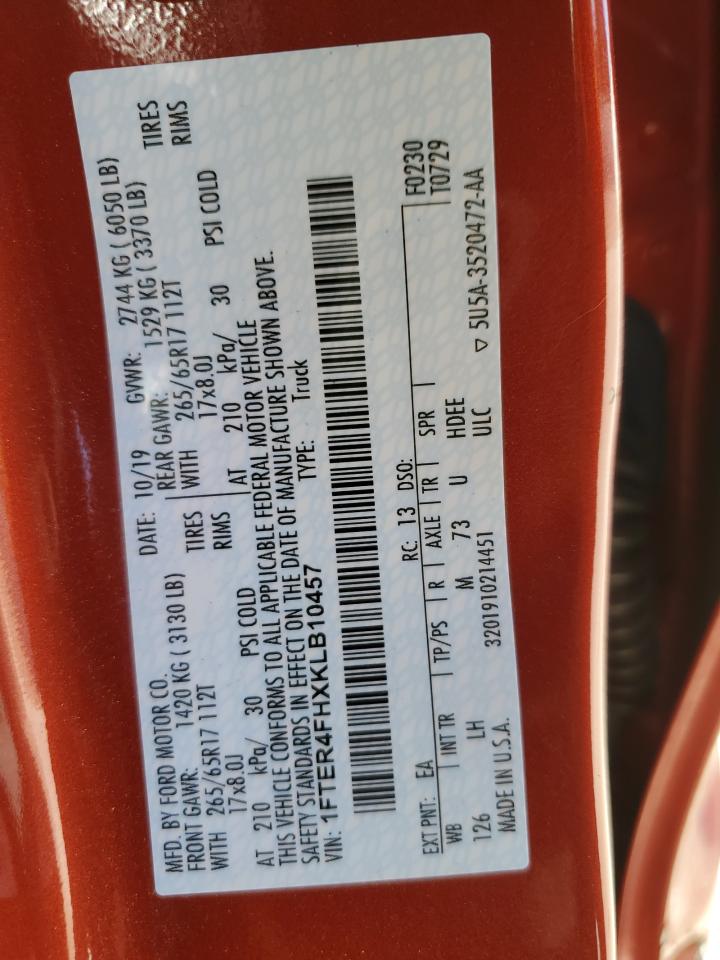 MFD. BY FORD MOTOR CO.
DATE: 10/19 GVWR: 2744 KG ( 6050 LB)
FRONT GAWR: 1420 KG ( 3130 LB) REAR GAWR: 1529 KG ( 3370 LB)
WITH 265/65R17 112T TIRES WITH 265/65R17 112T TIRES
17x8.0J RIMS 17x8.0J RIMS
AT 210 kPa/ 30 PSI COLD AT 210 kPa/ 30 PSI COLD
THIS VEHICLE CONFORMS TO ALL APPLICABLE FEDERAL MOTOR VEHICLE
SAFETY STANDARDS IN EFFECT ON THE DATE OF MANUFACTURE SHOWN ABOVE.
VIN: 1FTER4FHXKLB10457 TYPE: Truck
F0230
EXT PNT: EA RC: 13 DSO: T0729
WB INT TR TP/PS R AXLE TR SPR
126 LH M 73 U HDEE
ULC
3201910214451
MADE IN U.S.A. ▽ 5U5A-3520472-AA